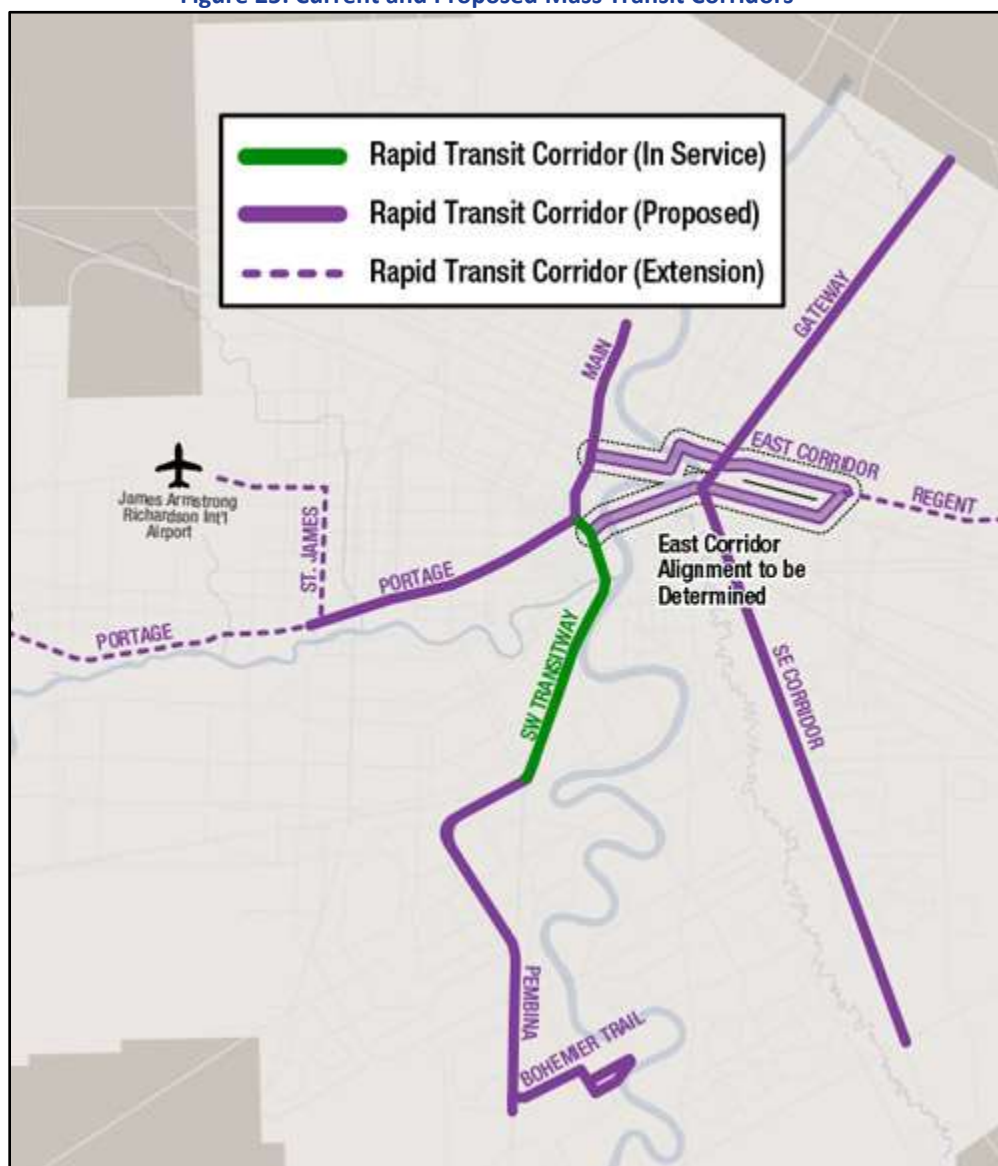 Figure 25. Current and Proposed Mass Transit Corridors
Rapid Transit Corridor (In Service)
Rapid Transit Corridor (Proposed)
Rapid Transit Corridor (Extension)
GATEWAY
MAIN
EAST CORRIDOR
REGENT
James Armstrong
Richardson Int'l
Airport
ST. JAMES
PORTAGE
PORTAGE
East Corridor
Alignment to be
Determined
SW TRANSITWAY
SE CORRIDOR
PEMBINA
BOHEMIER TRAIL